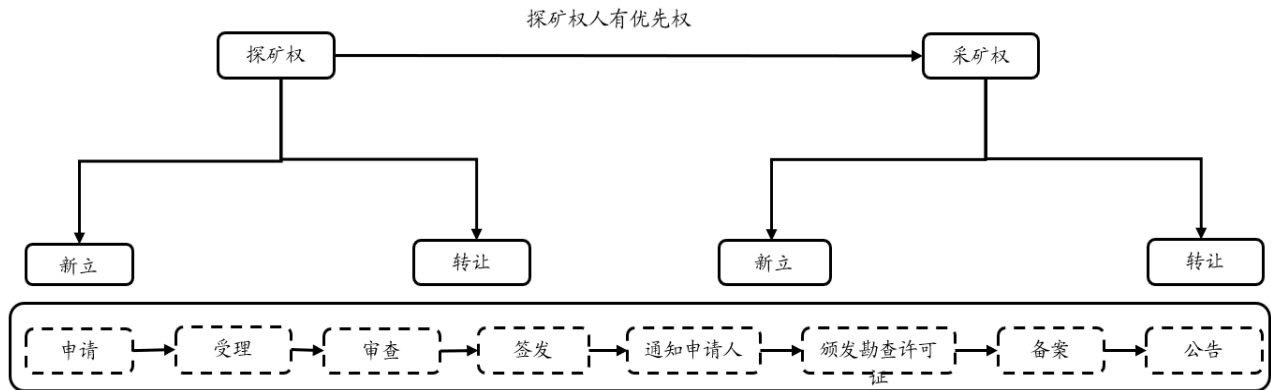 探矿权人有优先权
探矿权
采矿权
新立
转让
新立
转让
申请
受理
审查
签发
通知申请人
颁发勘查许可
证
备案
公告